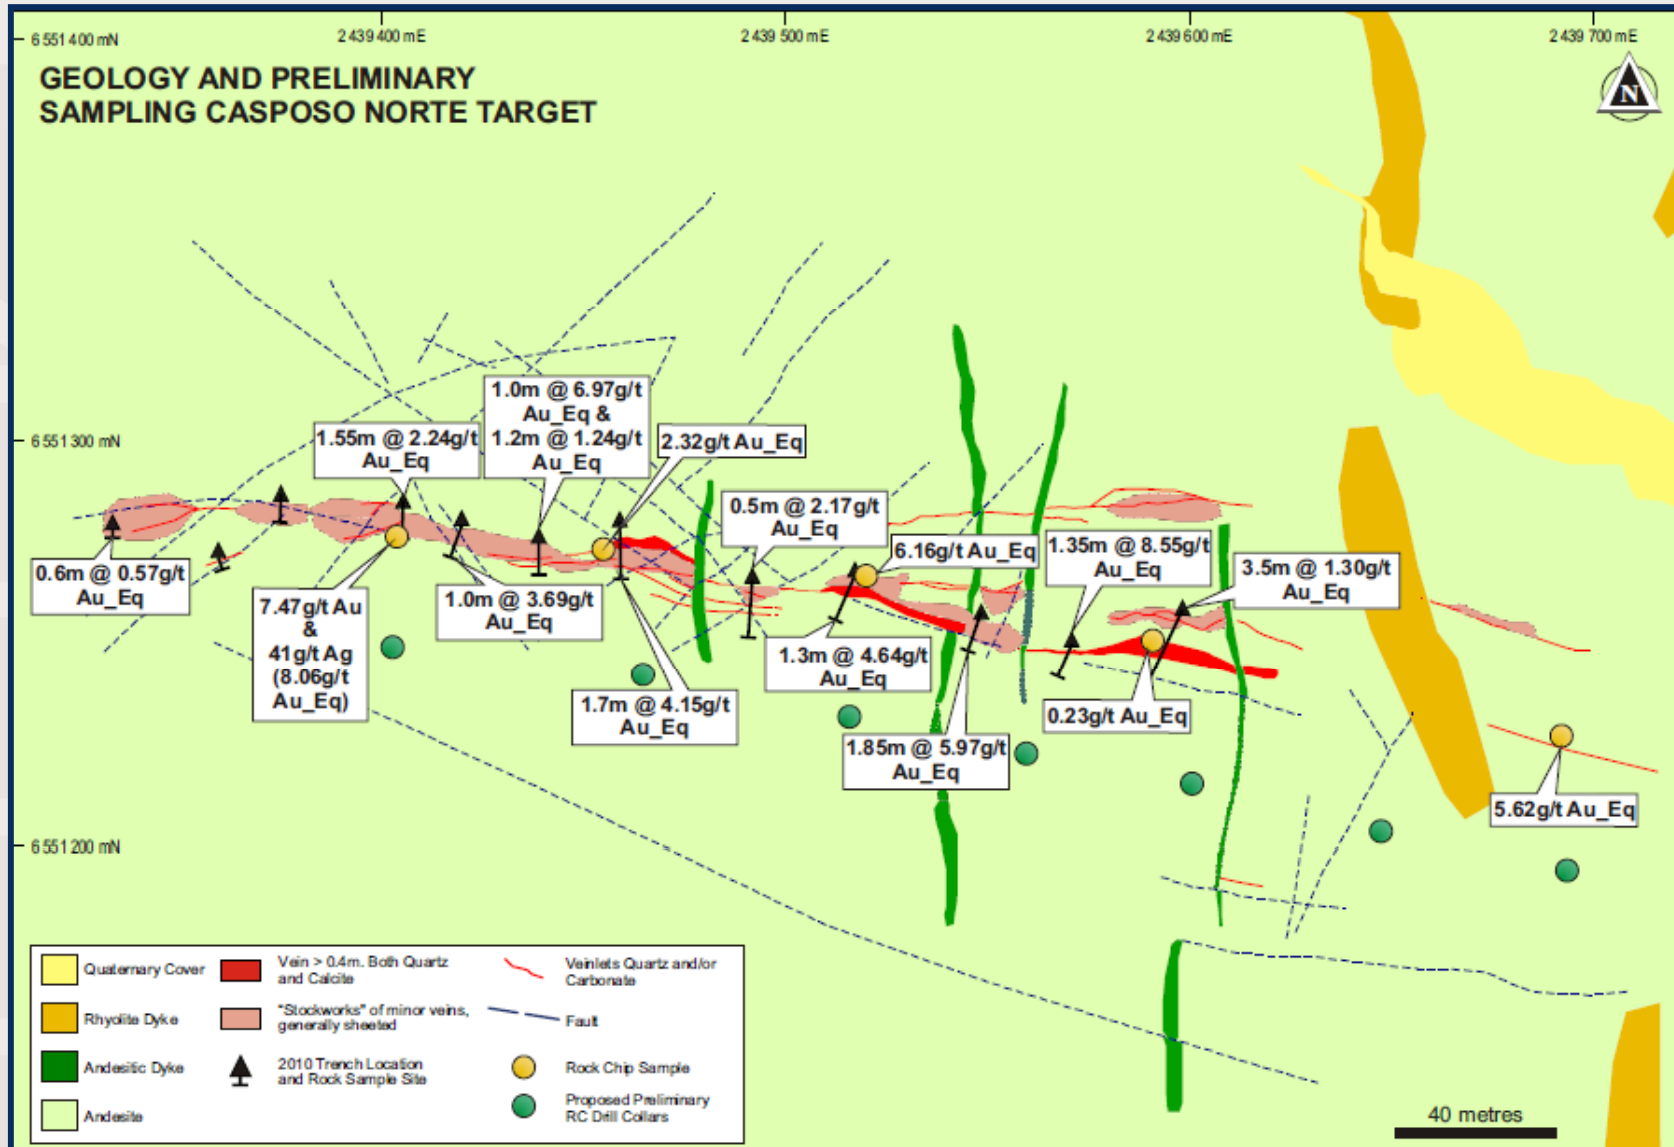 6 551 400 mN
2 439 400 mE
2 439 500 mE
2 439 600 mE
2 439 700 mE
GEOLOGY AND PRELIMINARY
SAMPLING CASPOSO NORTE TARGET
N
6 551 300 mN
1.55m @ 2.24g/t
Au_Eq
1.0m @ 6.97g/t
Au_Eq &
1.2m @ 1.24g/t
Au_Eq
2.32g/t Au_Eq
0.5m @ 2.17g/t
Au_Eq
6.16g/t Au_Eq
1.35m @ 8.55g/t
Au_Eq
3.5m @ 1.30g/t
Au_Eq
0.6m @ 0.57g/t
Au_Eq
7.47g/t Au
&
41g/t Ag
(8.06g/t
Au_Eq)
1.0m @ 3.69g/t
Au_Eq
1.7m @ 4.15g/t
Au_Eq
1.3m @ 4.64g/t
Au_Eq
1.85m @ 5.97g/t
Au_Eq
0.23g/t Au_Eq
5.62g/t Au_Eq
6 551 200 mN
Quaternary Cover
Rhyolite Dyke
Andesitic Dyke
Andesite
Vein > 0.4m. Both Quartz
and Calcite
"Stockworks" of minor veins,
generally sheeted
2010 Trench Location
and Rock Sample Site
Veinlets Quartz and/or
Carbonate
Fault
Rock Chip Sample
Proposed Preliminary
RC Drill Collars
40 metres